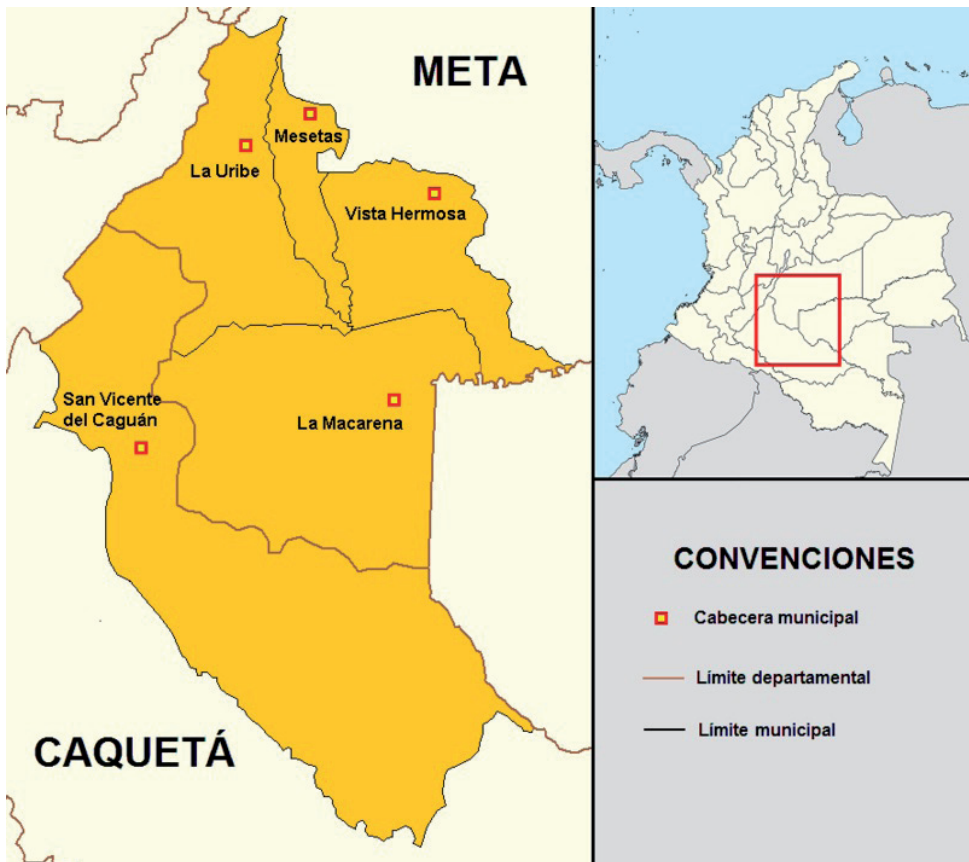 META
Mesetas
La Uribe
Vista Hermosa
San Vicente
del Caguán
La Macarena
CAQUETÁ
CONVENCIONES
Cabecera municipal
Límite departamental
Límite municipal